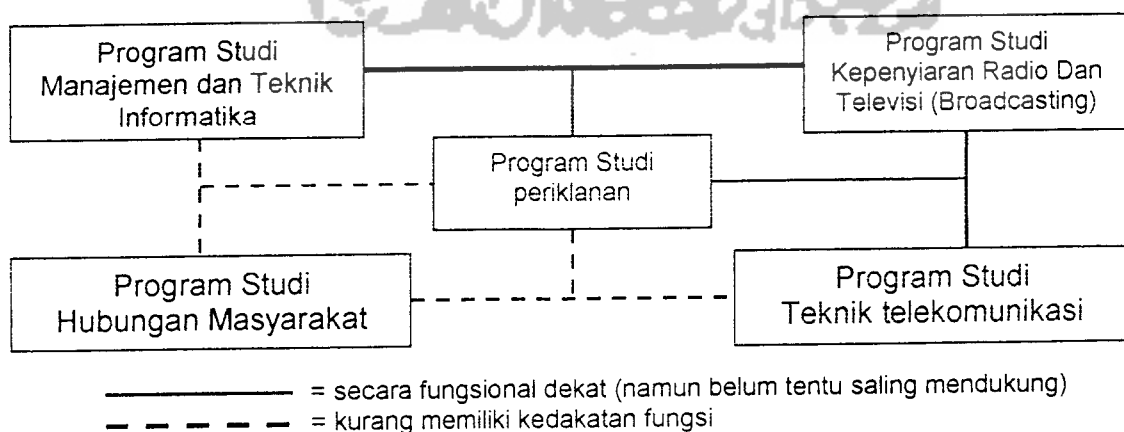 Program Studi
Manajemen dan Teknik
Informatika
Program Studi
Kepenyiaran Radio Dan
Televisi (Broadcasting)
Program Studi
periklanan
Program Studi
Hubungan Masyarakat
Program Studi
Teknik telekomunikasi
= secara fungsional dekat (namun belum tentu saling mendukung)
= kurang memiliki kedakatan fungsi